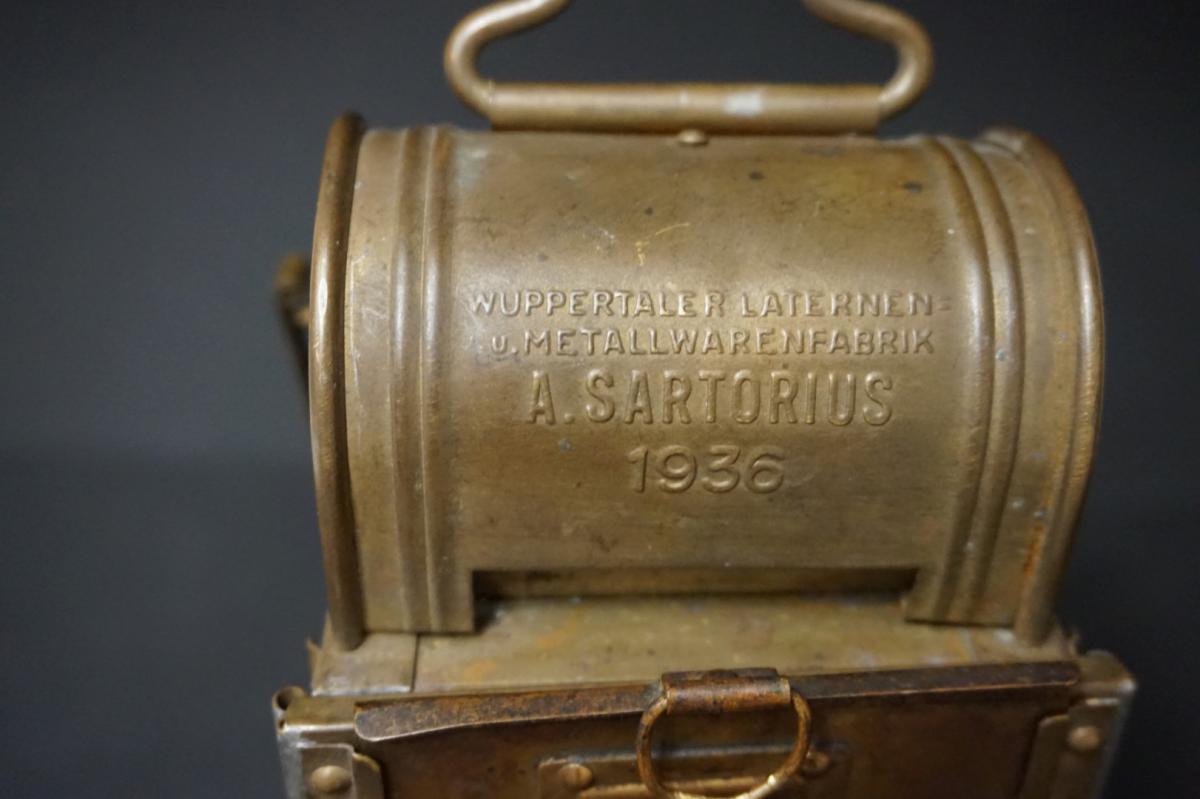 WUPPERTALER LATERNEN=
u. METALLWARENFABRIK
A. SARTORIUS
1936